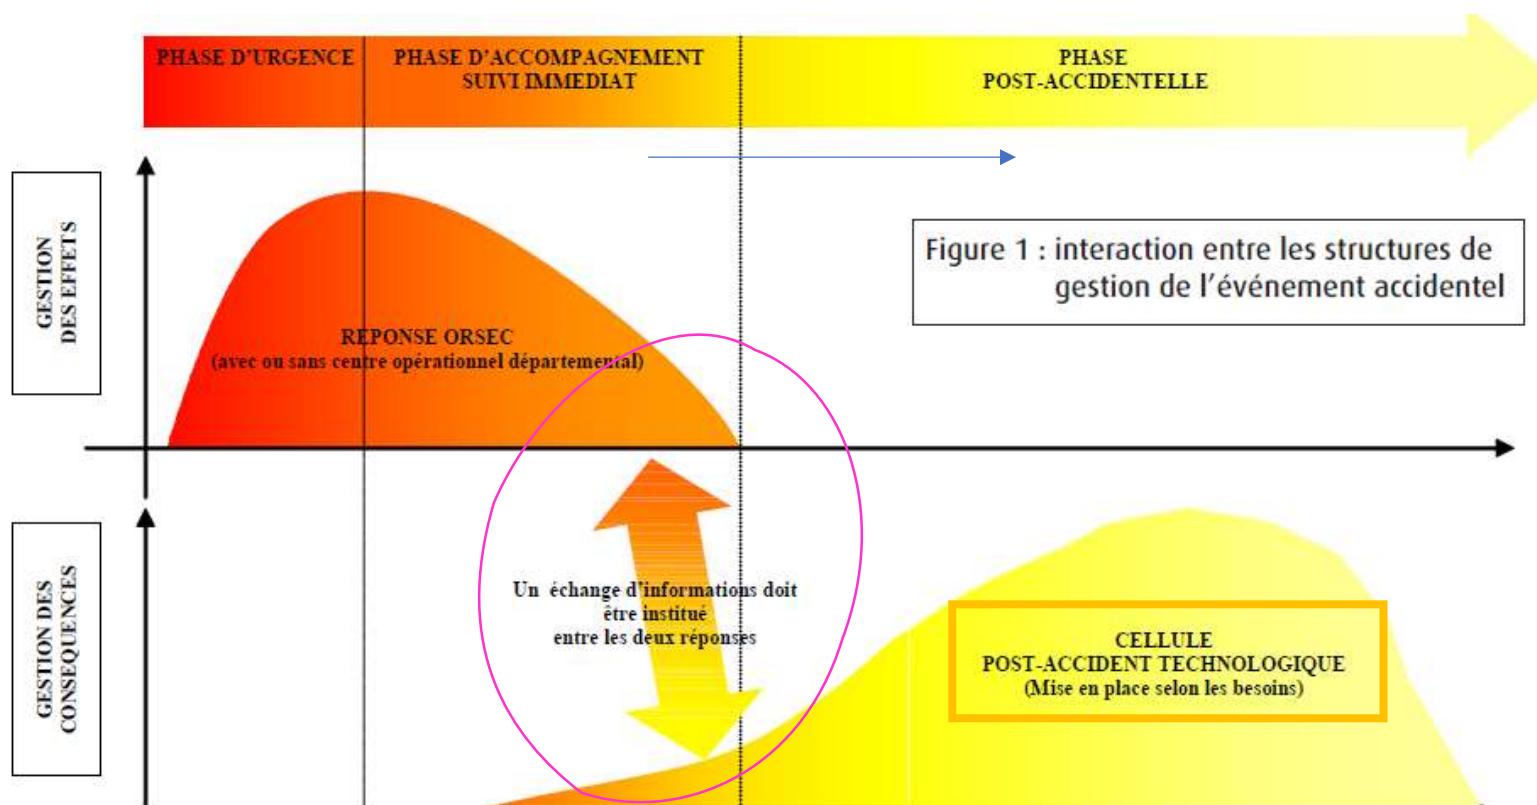 PHASE D'URGENCE
PHASE D'ACCOMPAGNEMENT
SUIVI IMMEDIAT
PHASE
POST-ACCIDENTELLE
GESTION
DES EFFETS
Figure 1 : interaction entre les structures de
gestion de l'événement accidentel
REPONSE ORSEC
(avec ou sans centre opérationnel départemental)
GESTION DES
CONSEQUENCES
Un échange d'informations doit
être institué
entre les deux réponses
CELLULE
POST-ACCIDENT TECHNOLOGIQUE
(Mise en place selon les besoins)